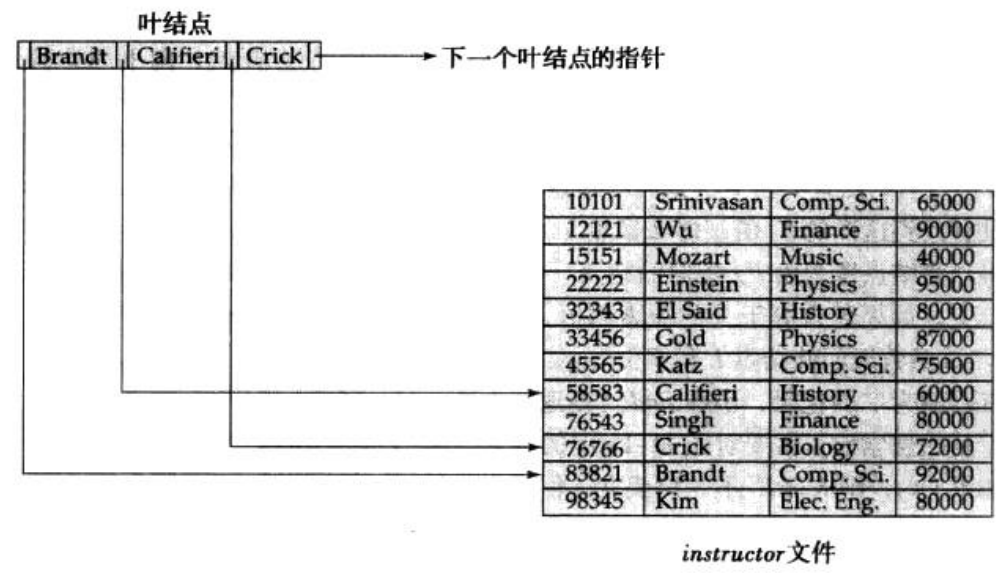 叶结点
Brandt Califieri Crick 下一个叶结点的指针
10101 Srinivasan Comp. Sci. 65000
12121 Wu Finance 90000
15151 Mozart Music 40000
22222 Einstein Physics 95000
32343 El Said History 80000
33456 Gold Physics 87000
45565 Katz Comp. Sci. 75000
58583 Califieri History 60000
76543 Singh Finance 80000
76766 Crick Biology 72000
83821 Brandt Comp. Sci. 92000
98345 Kim Elec. Eng. 80000
instructor文件